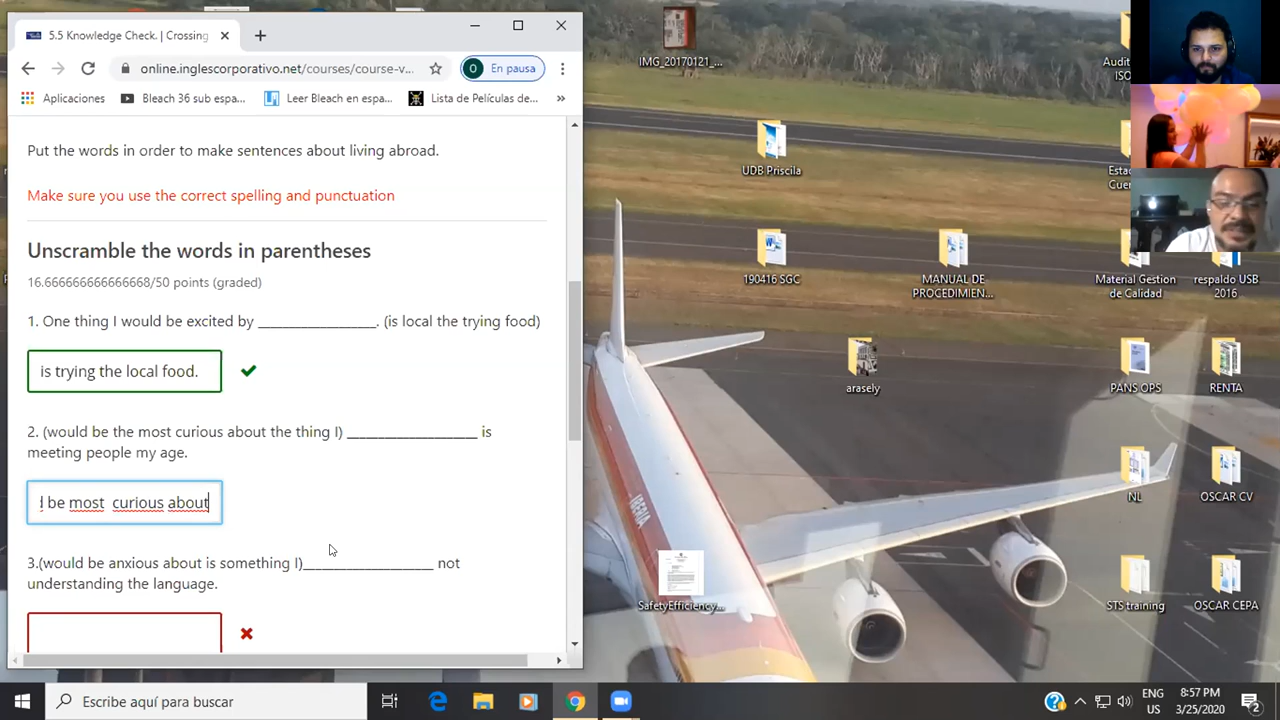 5.5 Knowledge Check. | Crossing
online.inglescorporativo.net/courses/course-v...
O En pausa
Aplicaciones
Bleach 36 sub espa...
Leer Bleach en espa...
Lista de Películas de...
»
Put the words in order to make sentences about living abroad.
Make sure you use the correct spelling and punctuation
Unscramble the words in parentheses
16.666666666666668/50 points (graded)
1. One thing I would be excited by __________________. (is local the trying food)
is trying the local food.
2. (would be the most curious about the thing I) ____________________ is
meeting people my age.
be most curious about
3.(would be anxious about is something I)____________________ not
understanding the language.
IMG_20170121_...
UDB Priscila
190416 SGC
MANUAL DE
PROCEDIMIEN...
Material Gestion
de Calidad
respaldo USB
2016
arasely
PANS OPS
RENTA
NL
OSCAR CV
SafetyEfficiency...
STS training
OSCAR CEPA
IBERIA
Escribe aquí para buscar
ENG
US
8:57 PM
3/25/2020
2